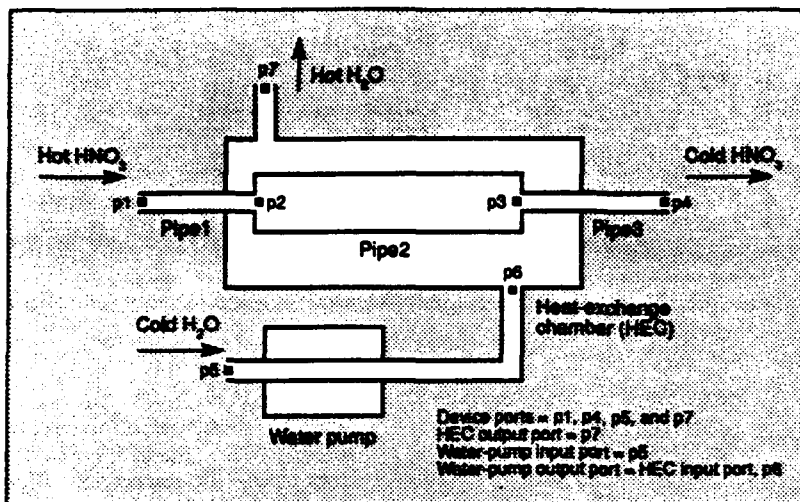 p7
Hot H₂O
Hot HNO₃
Cold HNO₃
p1
p2
p3
p4
Pipe1
Pipe2
Pipe3
p6
Heat-exchange
chamber (HEC)
Cold H₂O
p5
Water pump
Device ports = p1, p4, p5, and p7
HEC output port = p7
Water-pump input port = p5
Water-pump output port = HEC input port, p6